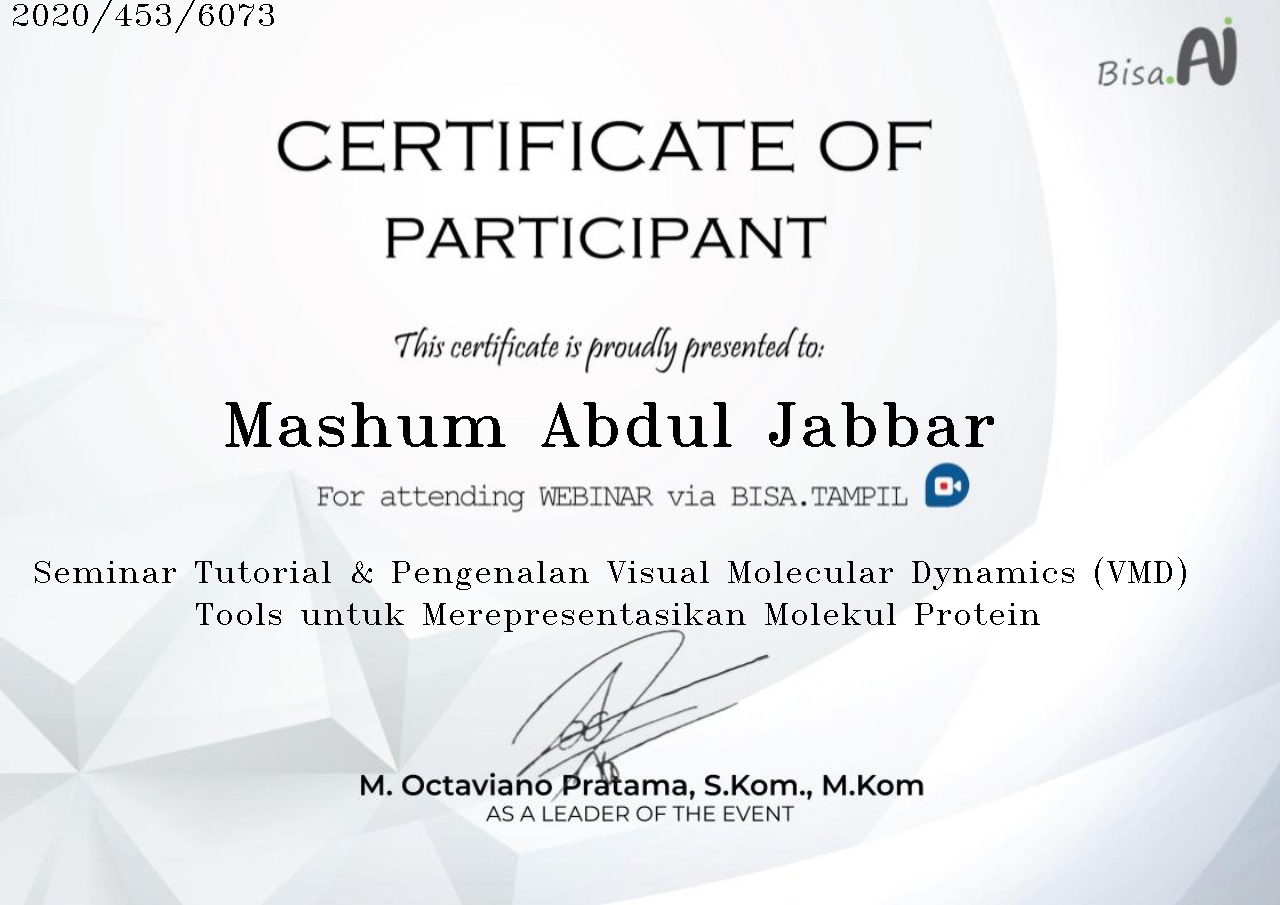 2020/453/6073
Bisa.Ai
CERTIFICATE OF
PARTICIPANT
This certificate is proudly presented to:
Mashum Abdul Jabbar
For attending WEBINAR via BISA.TAMPIL
Seminar Tutorial & Pengenalan Visual Molecular Dynamics (VMD)
Tools untuk Merepresentasikan Molekul Protein
M. Octaviano Pratama, S.Kom., M.Kom
AS A LEADER OF THE EVENT